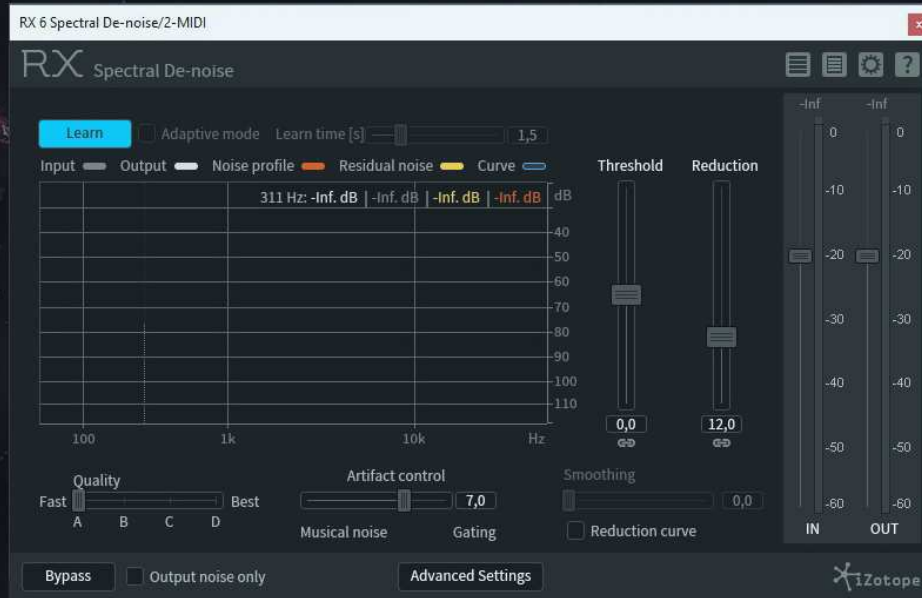 RX 6 Spectral De-noise/2-MIDI
RX Spectral De-noise
?
Learn Adaptive mode Learn time [s] 1,5
Input Output Noise profile Residual noise Curve
311 Hz: -Inf. dB | -Inf. dB | -Inf. dB | -Inf. dB dB
-40
-50
-60
-70
-80
-90
-100
-110
100 1k 10k Hz
Threshold Reduction
0,0 12,0
Quality
Fast Best
A B C D
Artifact control
7,0
Musical noise Gating
Smoothing
0,0
Reduction curve
-Inf -Inf
0 0
-10 -10
-20 -20
-30 -30
-40 -40
-50 -50
-60 -60
IN OUT
Bypass Output noise only Advanced Settings iZotope